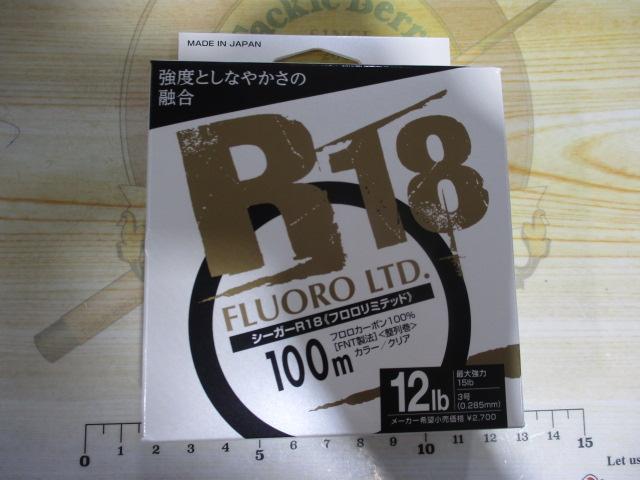 Jackie Berry
SINCE
MADE IN JAPAN
強度としなやかさの
融合
R18
FLUORO LTD.
シーガーR18《フロロリミテッド》
100m
フロロカーボン100%
[FNT製法]<整列巻>
カラー/クリア
12lb
最大強力
15lb
3号
(0.285mm)
メーカー希望小売価格 ¥2,700
0 1 2 3 4 5 6 7 8 9 10 11 12 13 14 15
Let us